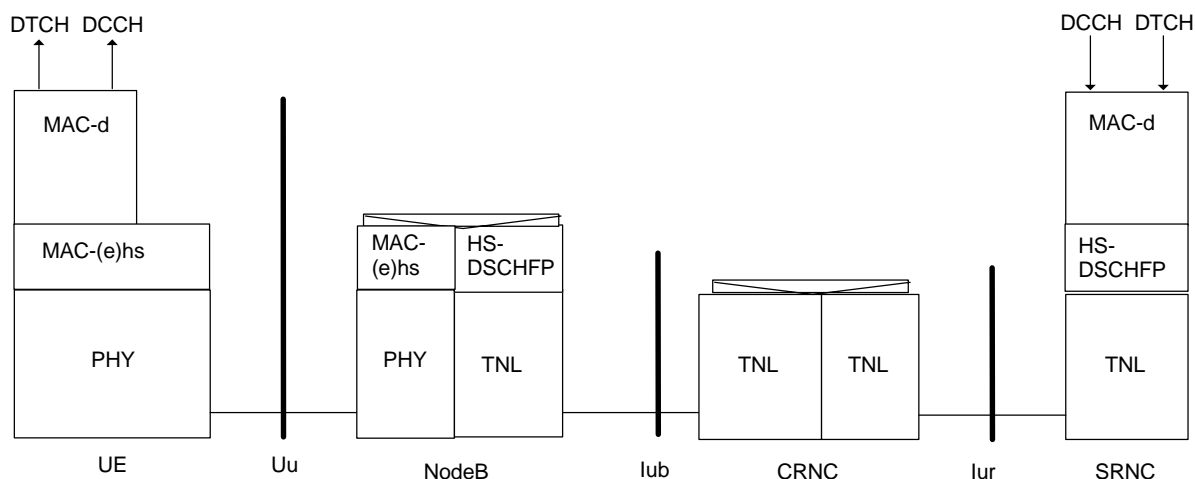 DTCH DCCH
DCCH DTCH
MAC-d
MAC-d
MAC-(e)hs
MAC-
(e)hs
HS-
DSCHFP
HS-
DSCHFP
PHY
PHY
TNL
TNL
TNL
TNL
UE
Uu
NodeB
Iub
CRNC
Iur
SRNC